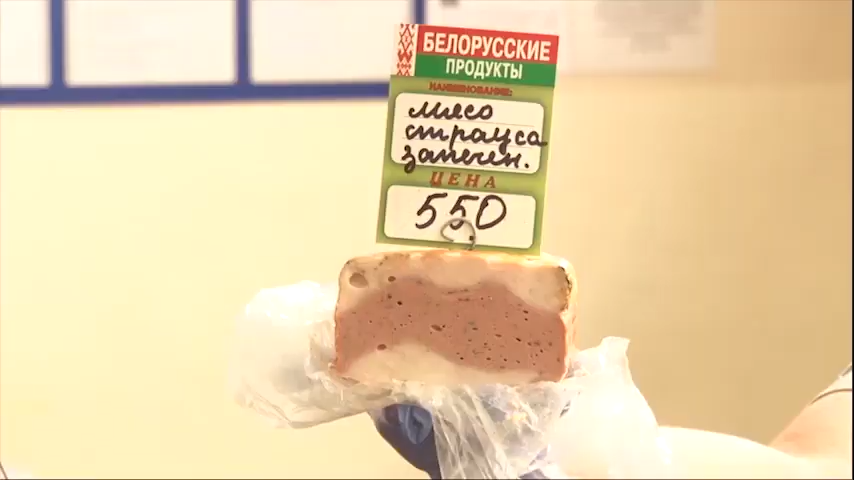 БЕЛОРУССКИЕ
ПРОДУКТЫ
НАИМЕНОВАНИЕ:
мясо
страуса
запечен.
ЦЕНА
550